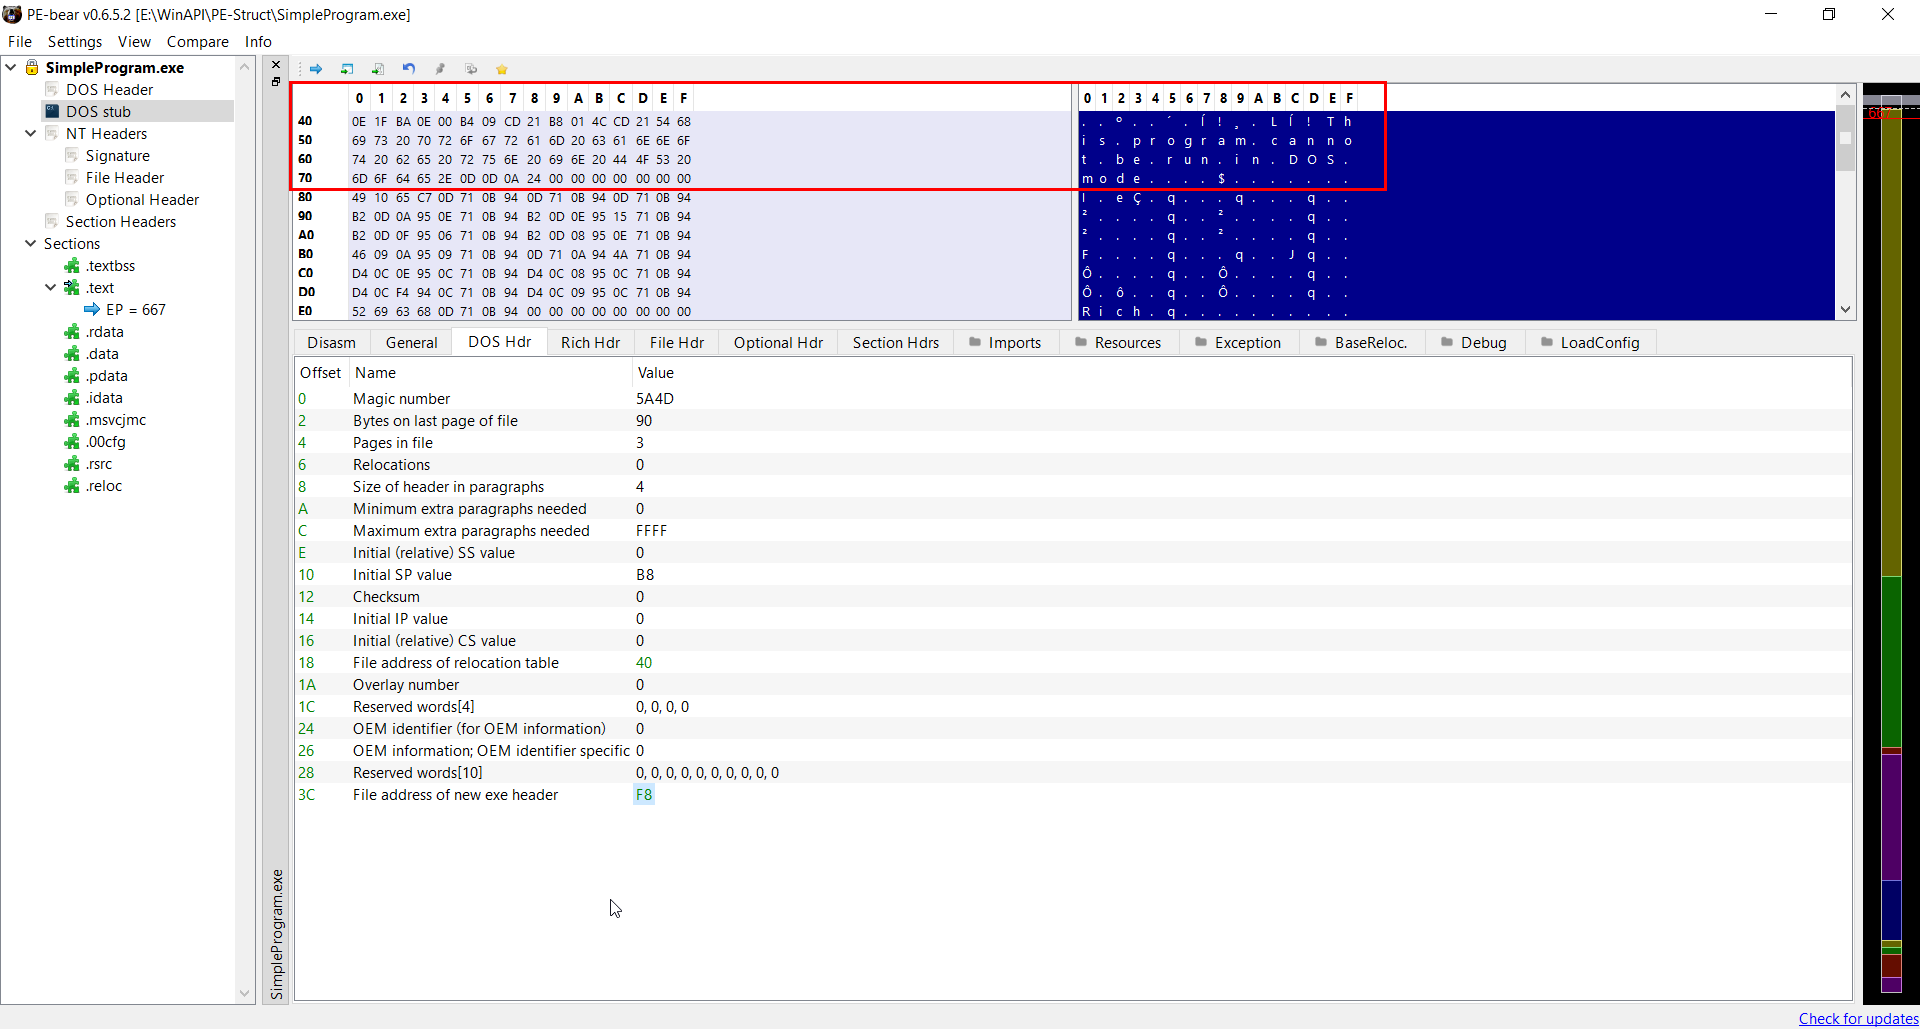 PE-bear v0.6.5.2 [E:\WinAPI\PE-Struct\SimpleProgram.exe]
File Settings View Compare Info
SimpleProgram.exe
DOS Header
DOS stub
NT Headers
Signature
File Header
Optional Header
Section Headers
Sections
.textbss
.text
EP = 667
.rdata
.data
.pdata
.idata
.msvcjmc
.00cfg
.rsrc
.reloc
SimpleProgram.exe
0 1 2 3 4 5 6 7 8 9 A B C D E F
40 0E 1F BA 0E 00 B4 09 CD 21 B8 01 4C CD 21 54 68
50 69 73 20 70 72 6F 67 72 61 6D 20 63 61 6E 6E 6F
60 74 20 62 65 20 72 75 6E 20 69 6E 20 44 4F 53 20
70 6D 6F 64 65 2E 0D 0D 0A 24 00 00 00 00 00 00 00
80 49 10 65 C7 0D 71 0B 94 0D 71 0B 94 0D 71 0B 94
90 B2 0D 0A 95 0E 71 0B 94 B2 0D 0E 95 15 71 0B 94
A0 B2 0D 0F 95 06 71 0B 94 B2 0D 08 95 0E 71 0B 94
B0 46 09 0A 95 09 71 0B 94 0D 71 0A 94 4A 71 0B 94
C0 D4 0C 0E 95 0C 71 0B 94 D4 0C 08 95 0C 71 0B 94
D0 D4 0C F4 94 0C 71 0B 94 D4 0C 09 95 0C 71 0B 94
E0 52 69 63 68 0D 71 0B 94 00 00 00 00 00 00 00 00
0 1 2 3 4 5 6 7 8 9 A B C D E F
. . º . . ´ . Í ! ¸ . L Í ! T h
i s . p r o g r a m . c a n n o
t . b e . r u n . i n . D O S .
m o d e . . . . $ . . . . . . .
I . e Ç . q . . . q . . . q . .
² . . . . q . . ² . . . . q . .
² . . . . q . . ² . . . . q . .
F . . . . q . . . q . . J q . .
Ô . . . . q . . Ô . . . . q . .
Ô . ô . . q . . Ô . . . . q . .
R i c h . q . . . . . . . . . .
667
Disasm General DOS Hdr Rich Hdr File Hdr Optional Hdr Section Hdrs Imports Resources Exception BaseReloc. Debug LoadConfig
Offset Name Value
0 Magic number 5A4D
2 Bytes on last page of file 90
4 Pages in file 3
6 Relocations 0
8 Size of header in paragraphs 4
A Minimum extra paragraphs needed 0
C Maximum extra paragraphs needed FFFF
E Initial (relative) SS value 0
10 Initial SP value B8
12 Checksum 0
14 Initial IP value 0
16 Initial (relative) CS value 0
18 File address of relocation table 40
1A Overlay number 0
1C Reserved words[4] 0, 0, 0, 0
24 OEM identifier (for OEM information) 0
26 OEM information; OEM identifier specific 0
28 Reserved words[10] 0, 0, 0, 0, 0, 0, 0, 0, 0, 0
3C File address of new exe header F8
Check for updates